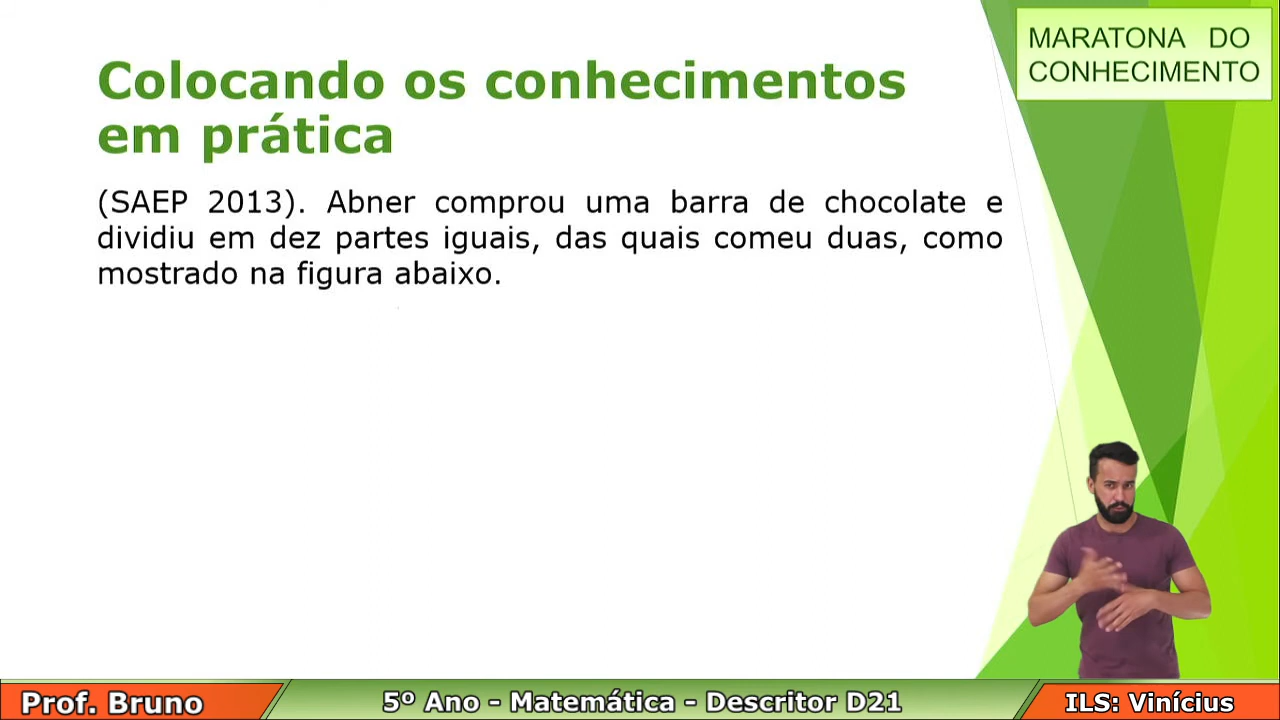 MARATONA DO
CONHECIMENTO
Colocando os conhecimentos
em prática
(SAEP 2013). Abner comprou uma barra de chocolate e
dividiu em dez partes iguais, das quais comeu duas, como
mostrado na figura abaixo.
Prof. Bruno
5º Ano - Matemática - Descritor D21
ILS: Vinícius